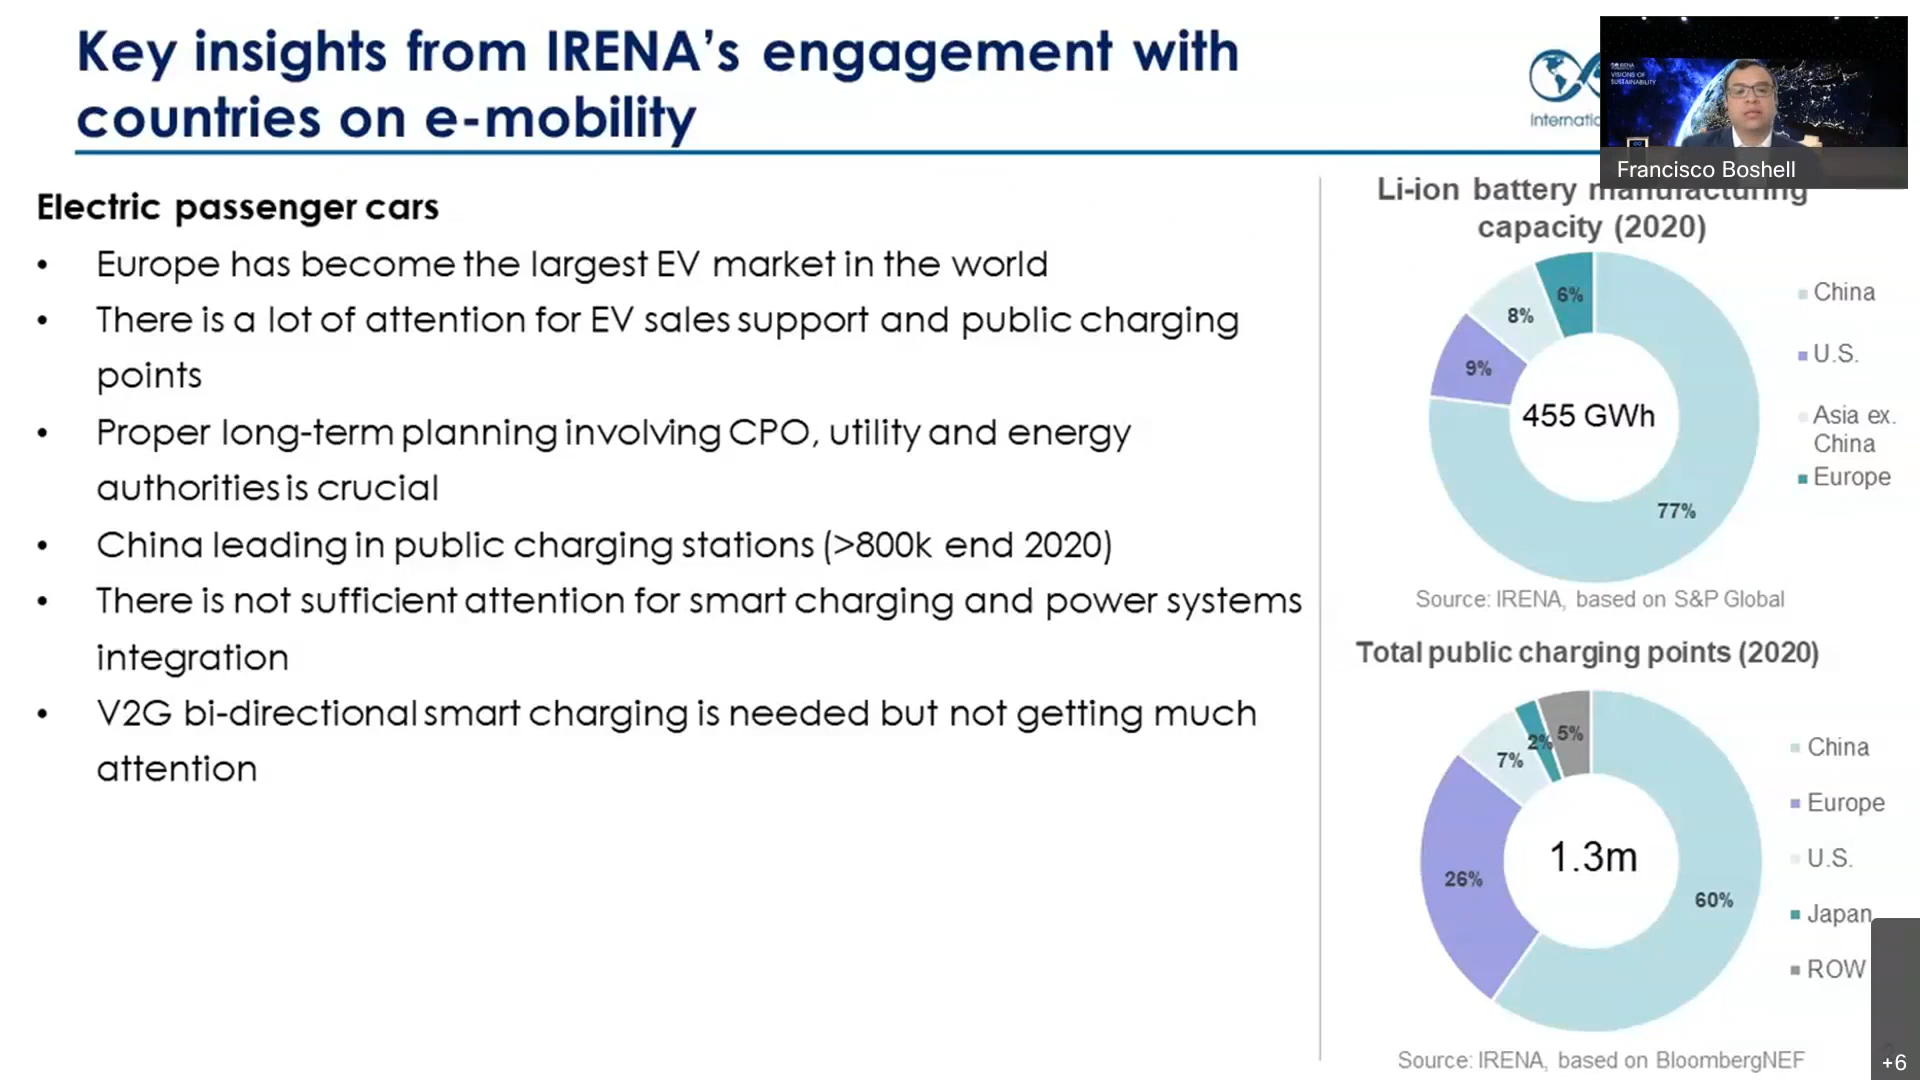 Key insights from IRENA's engagement with
countries on e-mobility
Internatio
IRENA
VISIONS OF
SUSTAINABILITY
Francisco Boshell
Electric passenger cars
• Europe has become the largest EV market in the world
• There is a lot of attention for EV sales support and public charging
points
• Proper long-term planning involving CPO, utility and energy
authorities is crucial
• China leading in public charging stations (>800k end 2020)
• There is not sufficient attention for smart charging and power systems
integration
• V2G bi-directional smart charging is needed but not getting much
attention
Li-ion battery manufacturing
capacity (2020)
6%
8%
9%
455 GWh
77%
China
U.S.
Asia ex.
China
Europe
Source: IRENA, based on S&P Global
Total public charging points (2020)
5%
2%
7%
26%
1.3m
60%
China
Europe
U.S.
Japan
ROW
Source: IRENA, based on BloombergNEF
+6